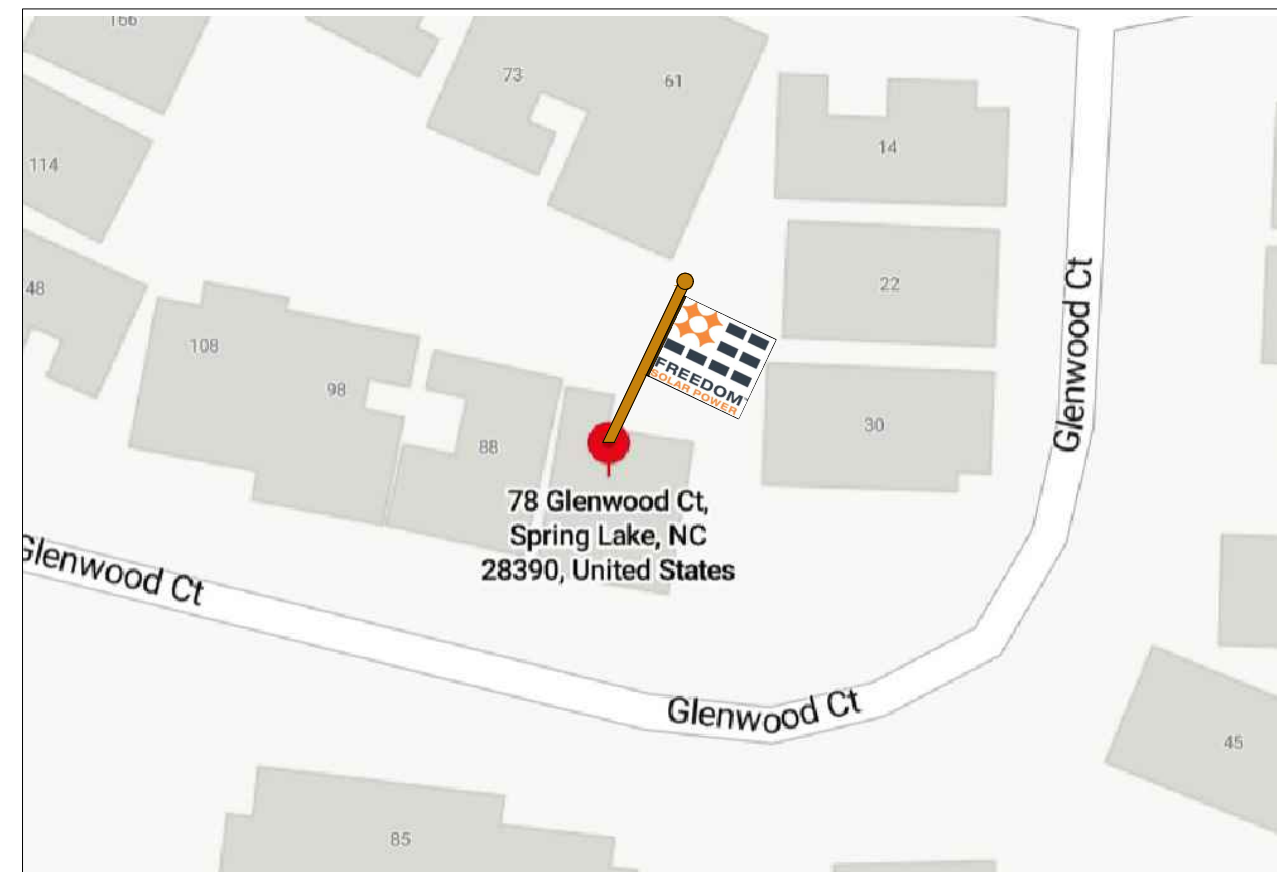 166
73
61
14
114
22
48
108
98
88
30
FREEDOM
SOLAR POWER
78 Glenwood Ct,
Spring Lake, NC
28390, United States
Glenwood Ct
Glenwood Ct
Glenwood Ct
45
85